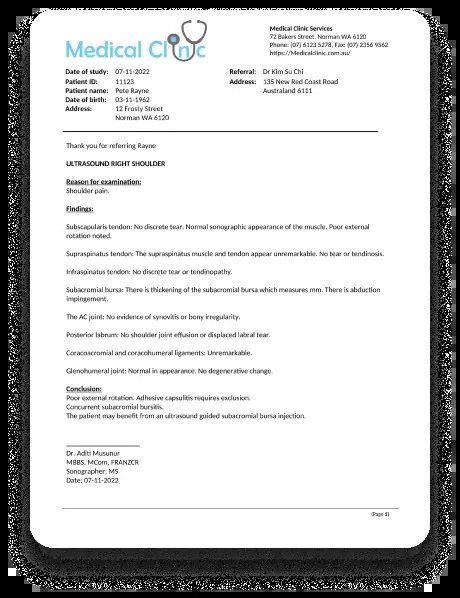 Medical Clinic
Medical Clinic Services
72 Bakers Street, Norman WA 6120
Phone: (07) 6123 5278, Fax: (07) 2356 9562
https://Medicalclinic.com.au/
Date of study: 07-11-2022
Patient ID: 11123
Patient name: Pete Rayne
Date of birth: 03-11-1962
Address: 12 Frosty Street
Norman WA 6120
Referral: Dr Kim Su Chi
Address: 135 New Red Coast Road
Australand 6111
Thank you for referring Rayne
ULTRASOUND RIGHT SHOULDER
Reason for examination:
Shoulder pain.
Findings:
Subscapularis tendon: No discrete tear. Normal sonographic appearance of the muscle. Poor external
rotation noted.
Supraspinatus tendon: The supraspinatus muscle and tendon appear unremarkable. No tear or tendinosis.
Infraspinatus tendon: No discrete tear or tendinopathy.
Subacromial bursa: There is thickening of the subacromial bursa which measures mm. There is abduction
impingement.
The AC joint: No evidence of synovitis or bony irregularity.
Posterior labrum: No shoulder joint effusion or displaced labral tear.
Coracoacromial and coracohumeral ligaments: Unremarkable.
Glenohumeral joint: Normal in appearance. No degenerative change.
Conclusion:
Poor external rotation. Adhesive capsulitis requires exclusion.
Concurrent subacromial bursitis.
The patient may benefit from an ultrasound guided subacromial bursa injection.
Dr. Aditi Musunur
MBBS, MCom, FRANZCR
Sonographer: MS
Date: 07-11-2022
(Page 1)